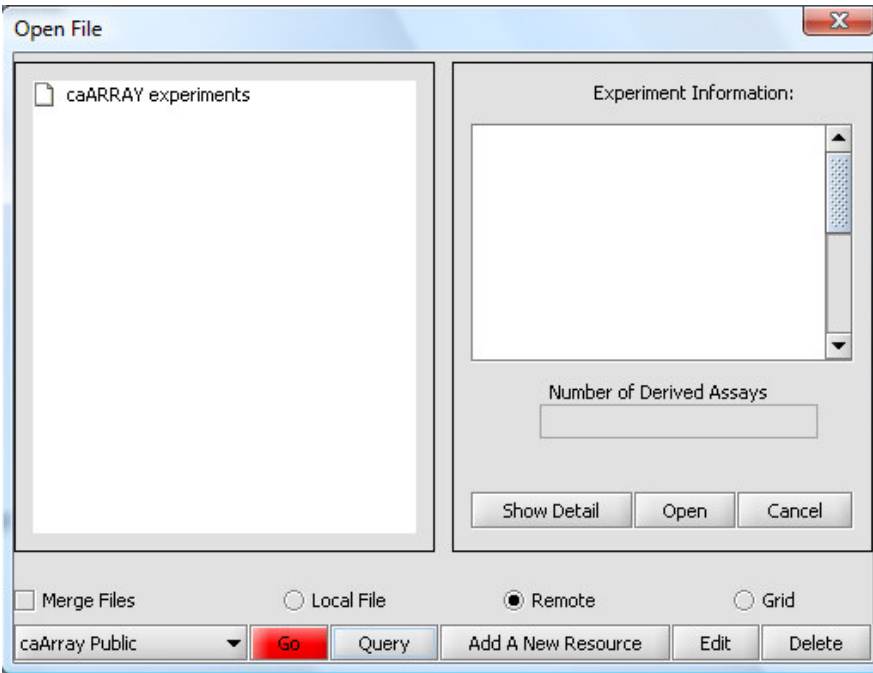 Open File
caARRAY experiments
Experiment Information:
Number of Derived Assays
Show Detail Open Cancel
Merge Files Local File Remote Grid
caArray Public Go Query Add A New Resource Edit Delete